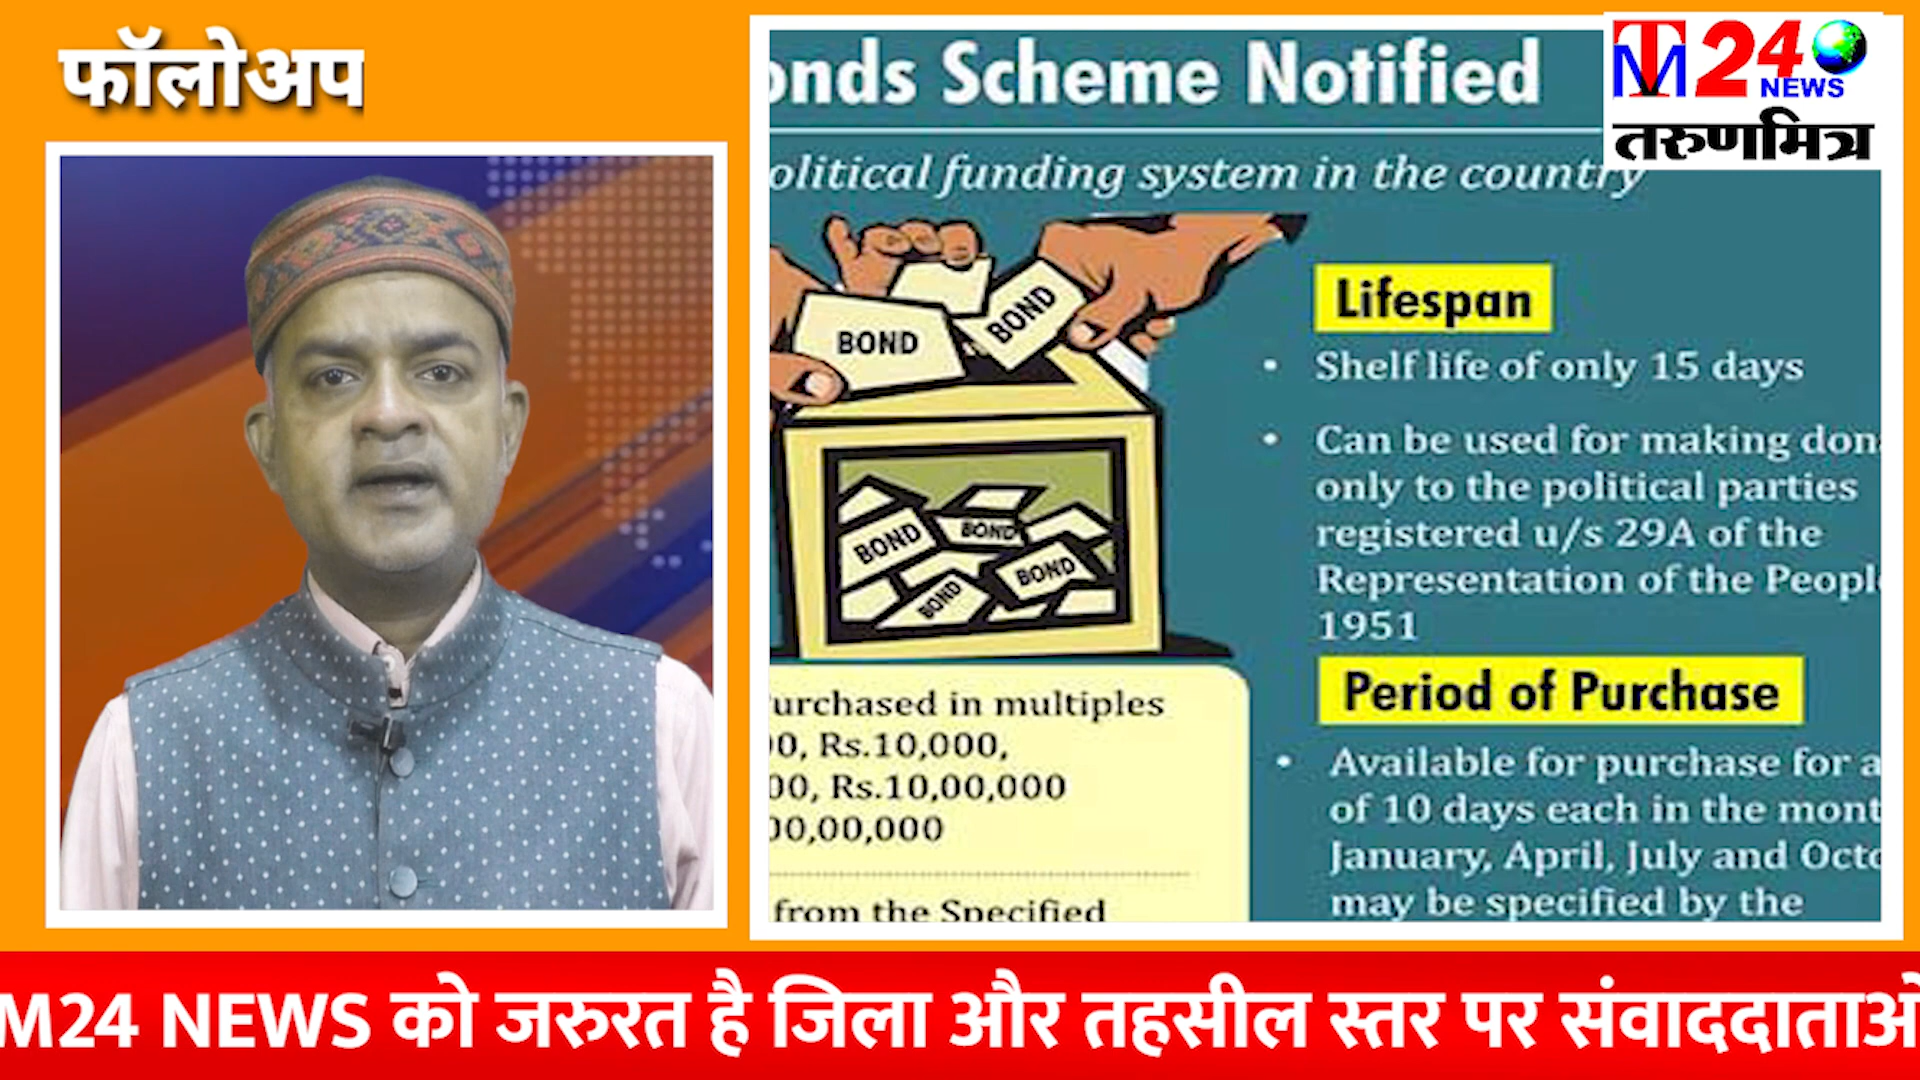 फॉलोअप
TM24 NEWS
तरुणमित्र
onds Scheme Notified
olitical funding system in the country
BOND
BOND
BOND
BOND
BOND
BOND
Lifespan
• Shelf life of only 15 days
• Can be used for making don
only to the political parties
registered u/s 29A of the
Representation of the Peopl
1951
Period of Purchase
• Available for purchase for a
of 10 days each in the mont
January, April, July and Octo
may be specified by the
urchased in multiples
00, Rs.10,000,
00, Rs.10,00,000
00,00,000
from the Specified
M24 NEWS को जरुरत है जिला और तहसील स्तर पर संवाददाताओ